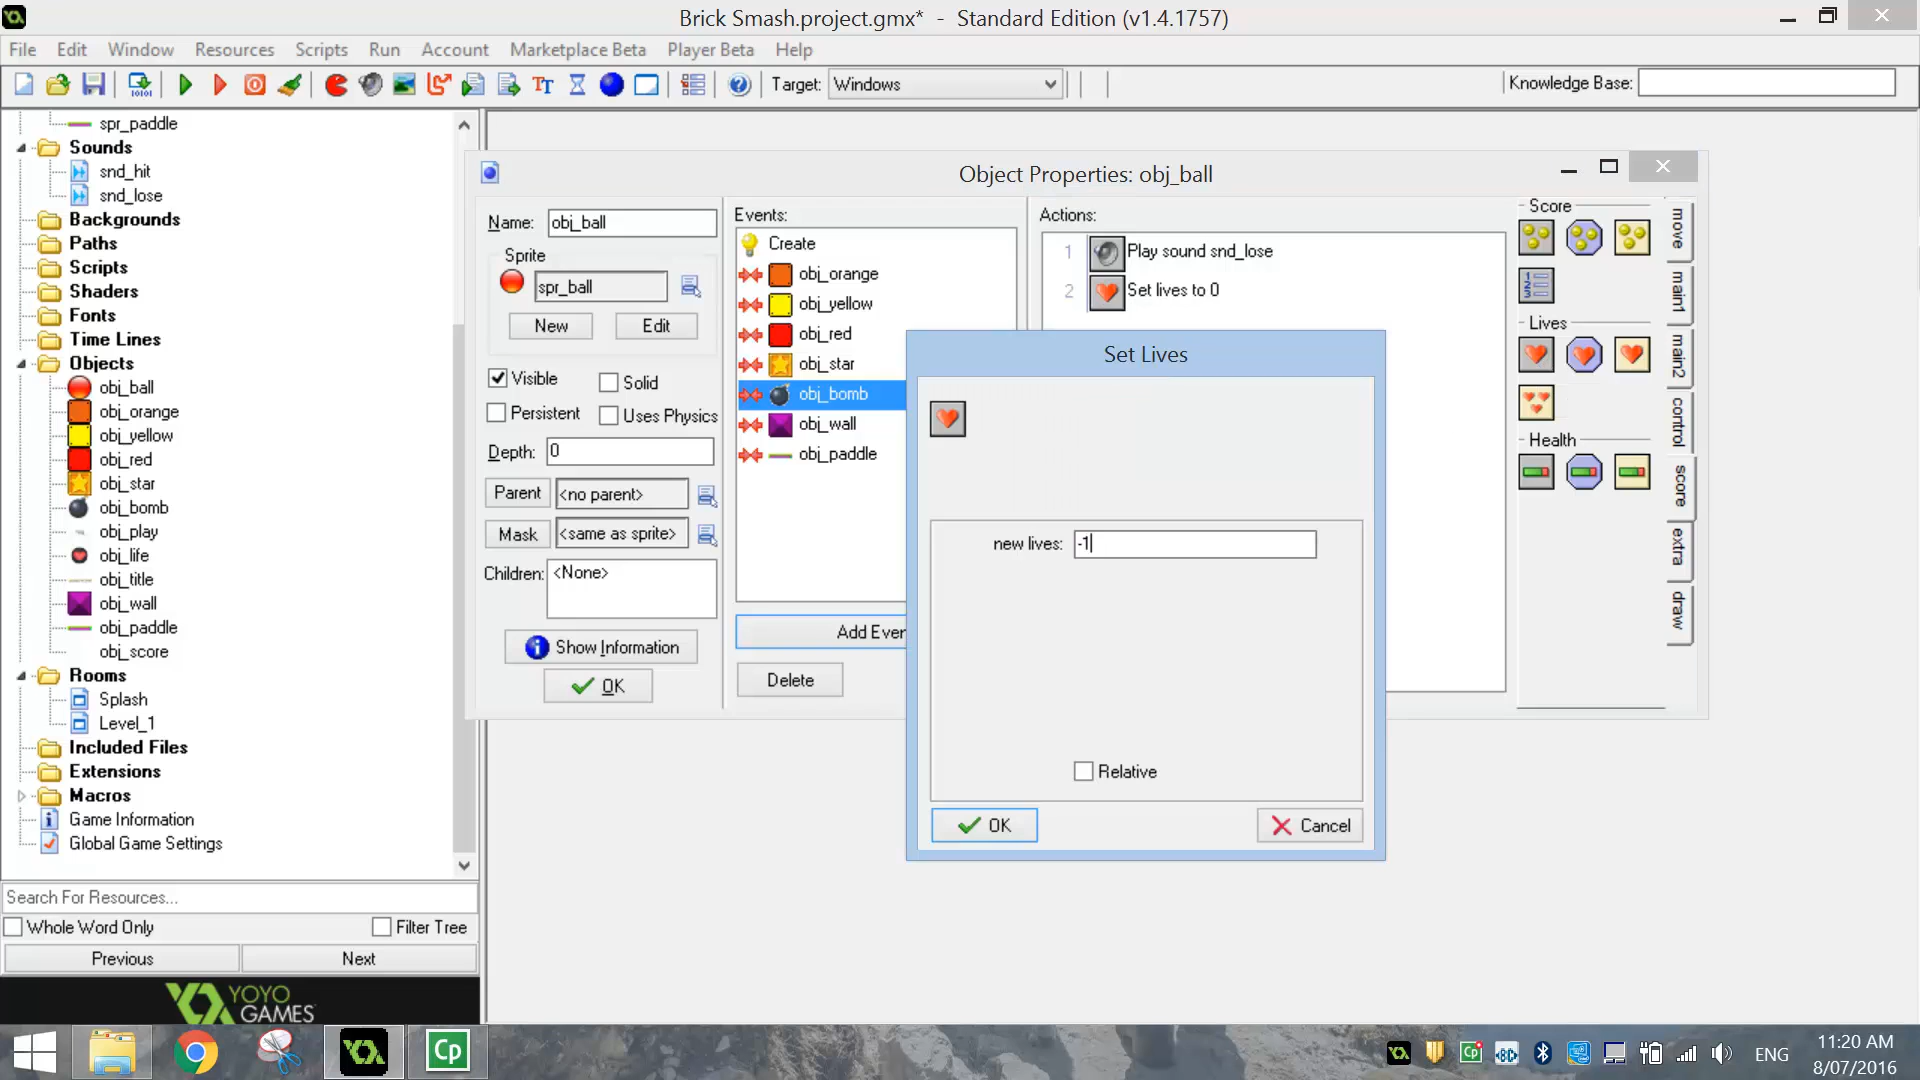 Brick Smash.project.gmx* - Standard Edition (v1.4.1757)
File Edit Window Resources Scripts Run Account Marketplace Beta Player Beta Help
Target: Windows
Knowledge Base:
spr_paddle
Sounds
snd_hit
snd_lose
Backgrounds
Paths
Scripts
Shaders
Fonts
Time Lines
Objects
obj_ball
obj_orange
obj_yellow
obj_red
obj_star
obj_bomb
obj_play
obj_life
obj_title
obj_wall
obj_paddle
obj_score
Rooms
Splash
Level_1
Included Files
Extensions
Macros
Game Information
Global Game Settings
Search For Resources...
Whole Word Only
Filter Tree
Previous
Next
YOYO
GAMES
Object Properties: obj_ball
Name: obj_ball
Sprite
spr_ball
New
Edit
Visible
Solid
Persistent
Uses Physics
Depth: 0
Parent <no parent>
Mask <same as sprite>
Children: <None>
Show Information
OK
Events:
Create
obj_orange
obj_yellow
obj_red
obj_star
obj_bomb
obj_wall
obj_paddle
Add Even
Delete
Actions:
1 Play sound snd_lose
2 Set lives to 0
Set Lives
new lives: -1
Relative
OK
Cancel
Score
Lives
Health
move
main1
main2
control
score
extra
draw
Cp
ENG
11:20 AM
8/07/2016